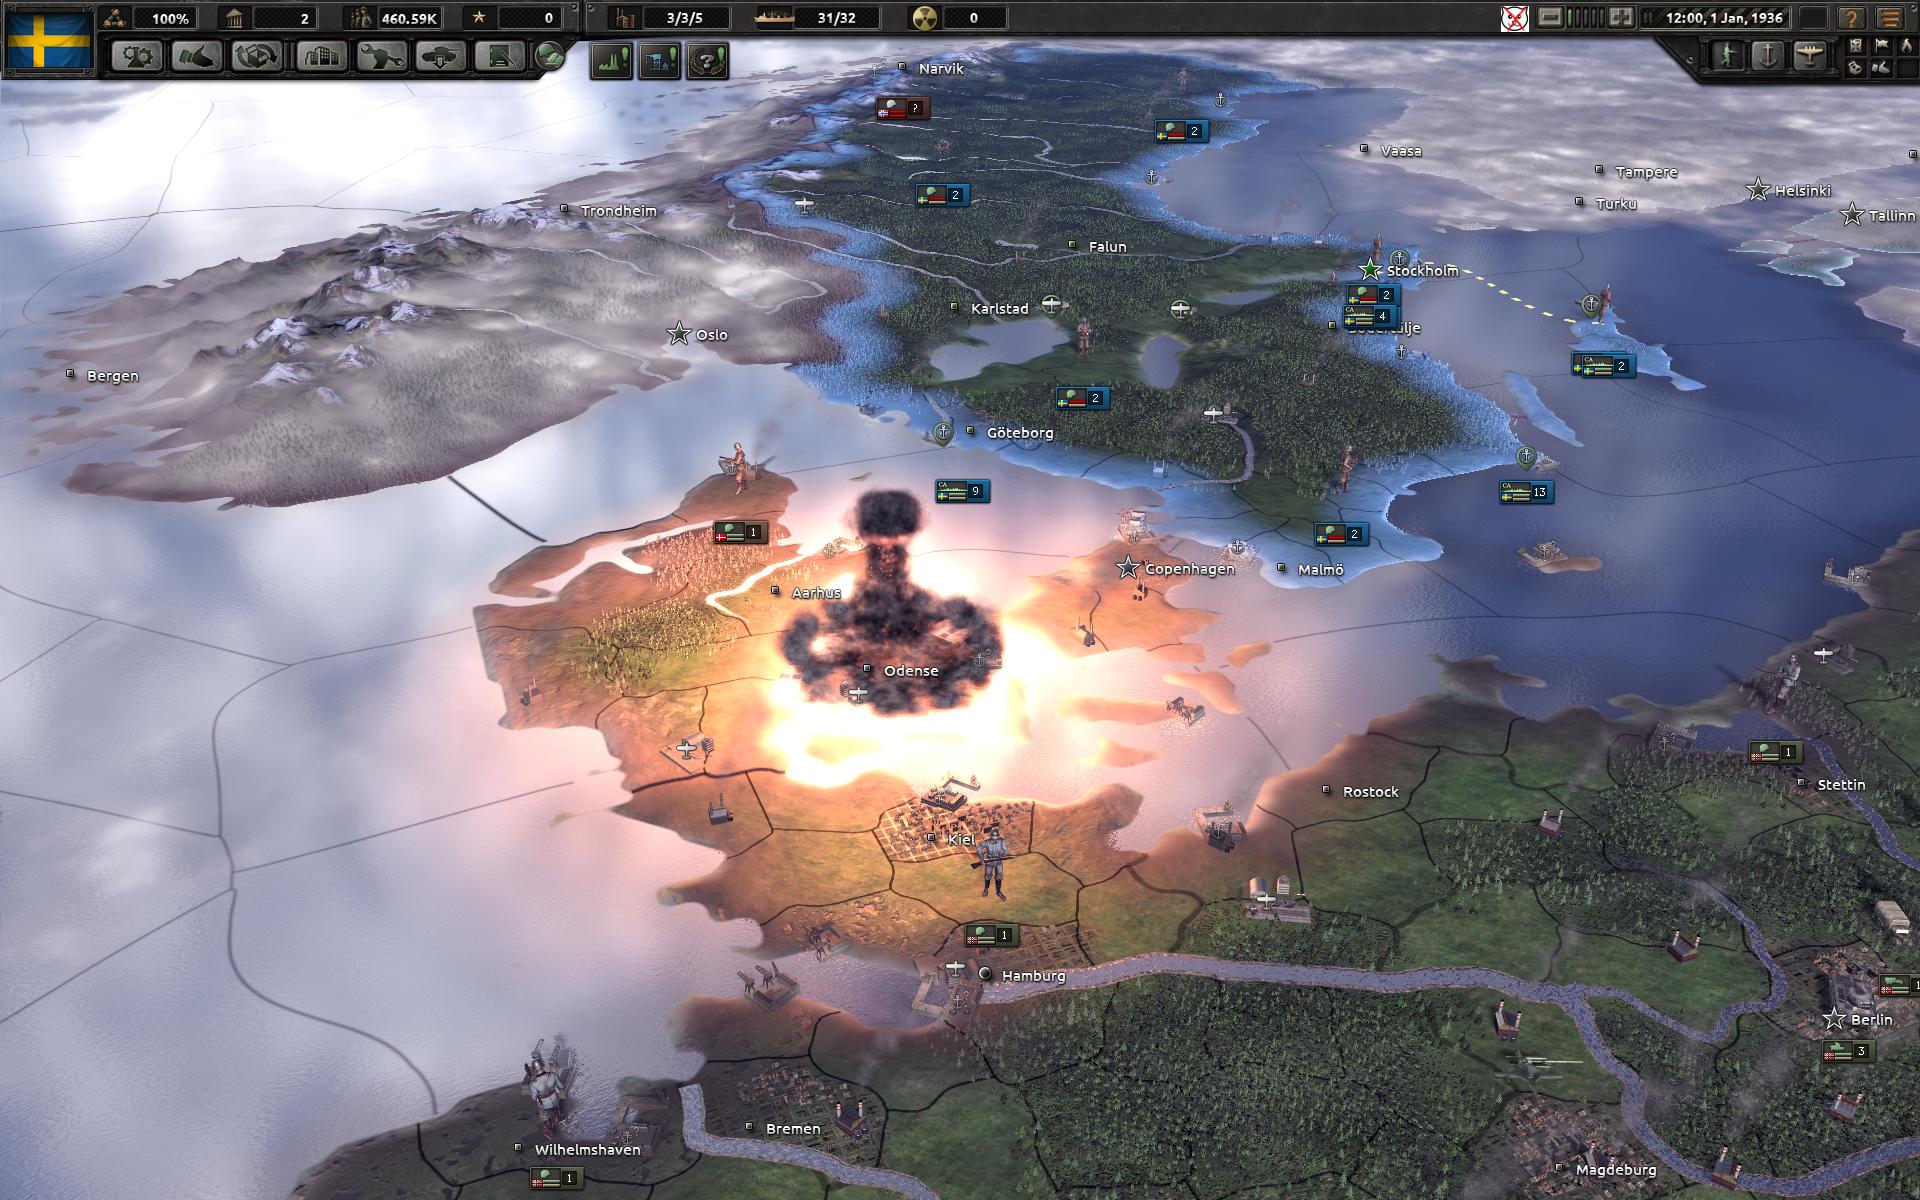 100%
2
460.59K
0
3/3/5
31/32
0
12:00, 1 Jan, 1936
?
Narvik
?
2
Vaasa
Tampere
Helsinki
2
Turku
Tallinn
Trondheim
Falun
Stockholm
Karlstad
2
4
Oslo
2
Bergen
2
Göteborg
9
13
1
2
Copenhagen
Malmö
Aarhus
Odense
1
Stettin
Rostock
Kiel
1
Hamburg
Berlin
3
Bremen
Wilhelmshaven
1
Magdeburg